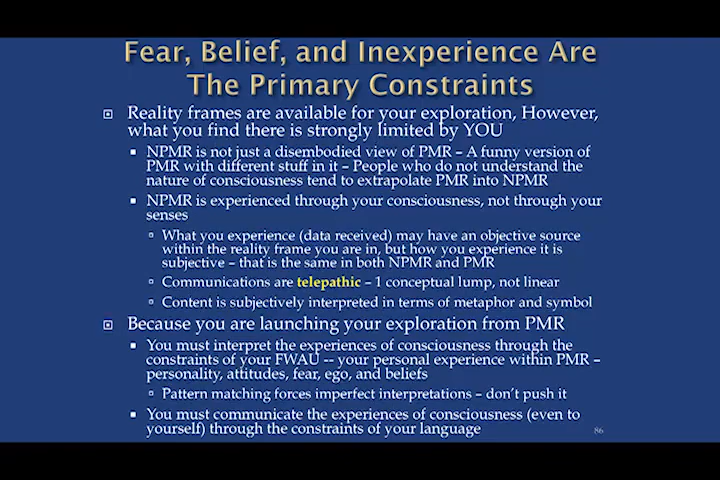 Fear, Belief, and Inexperience Are
The Primary Constraints
Reality frames are available for your exploration, However,
what you find there is strongly limited by YOU
NPMR is not just a disembodied view of PMR – A funny version of
PMR with different stuff in it – People who do not understand the
nature of consciousness tend to extrapolate PMR into NPMR
NPMR is experienced through your consciousness, not through your
senses
What you experience (data received) may have an objective source
within the reality frame you are in, but how you experience it is
subjective – that is the same in both NPMR and PMR
Communications are telepathic – 1 conceptual lump, not linear
Content is subjectively interpreted in terms of metaphor and symbol
Because you are launching your exploration from PMR
You must interpret the experiences of consciousness through the
constraints of your FWAU -- your personal experience within PMR –
personality, attitudes, fear, ego, and beliefs
Pattern matching forces imperfect interpretations – don't push it
You must communicate the experiences of consciousness (even to
yourself) through the constraints of your language
86